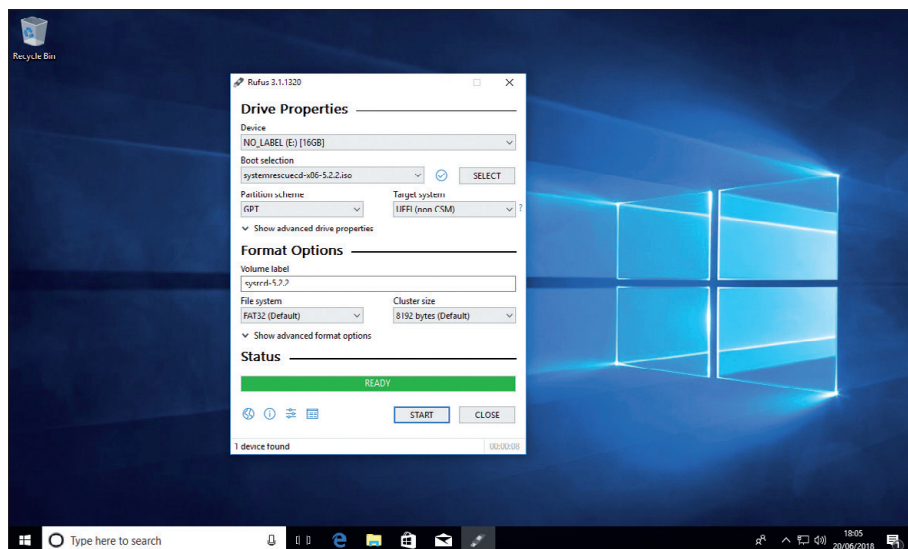 Recycle Bin
Rufus 3.1.1320
Drive Properties
Device
NO_LABEL (E:) [16GB]
Boot selection
systemrescuecd-x86-5.2.2.iso
SELECT
Partition scheme Target system
GPT UEFI (non CSM) ?
Show advanced drive properties
Format Options
Volume label
sysrcd-5.2.2
File system Cluster size
FAT32 (Default) 8192 bytes (Default)
Show advanced format options
Status
READY
START CLOSE
1 device found 00:00:08
Type here to search
18:05
20/06/2018
1